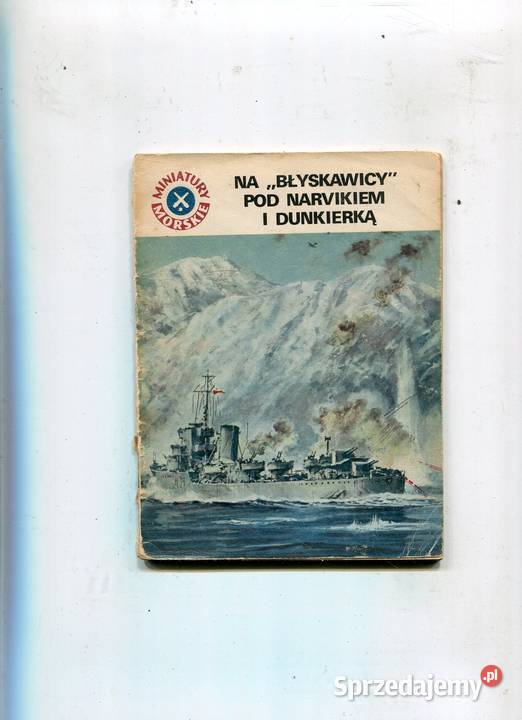 MINIATURY
MORSKIE
NA „BŁYSKAWICY”
POD NARVIKIEM
I DUNKIERKĄ
Sprzedajemy.pl